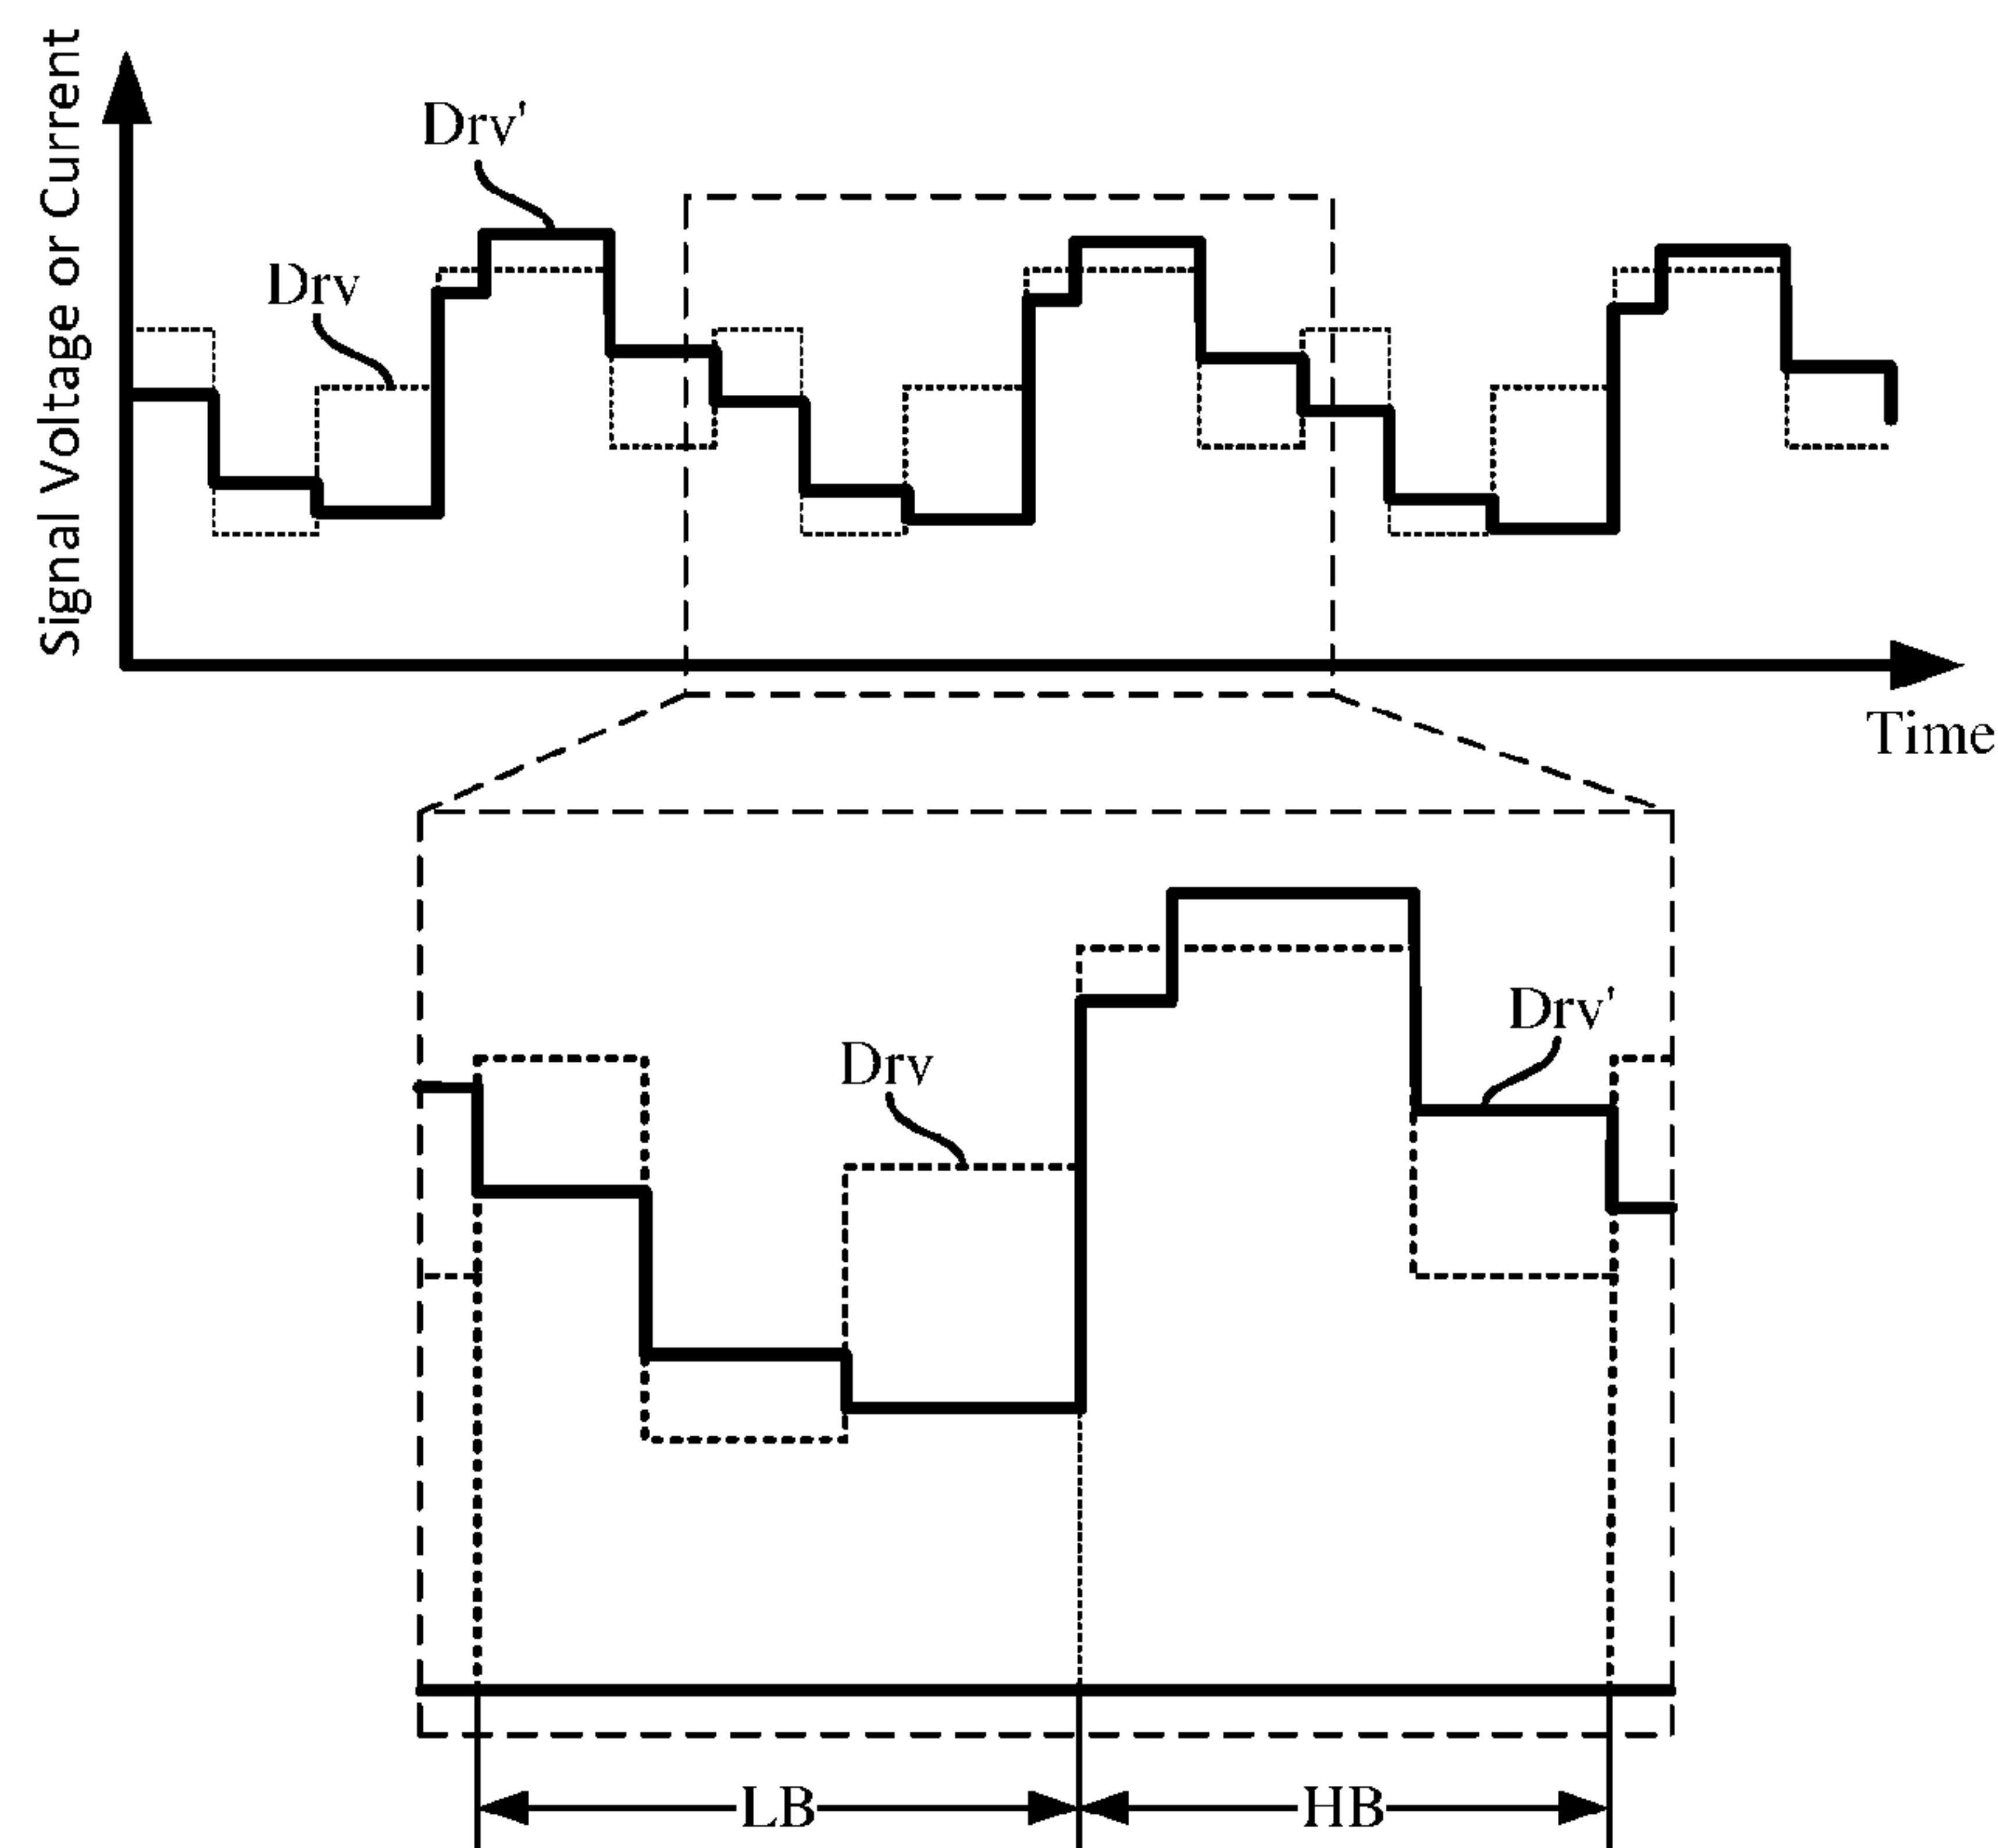 Signal Voltage or Current
Drv'
Drv
Time
Drv'
Drv
LB
HB